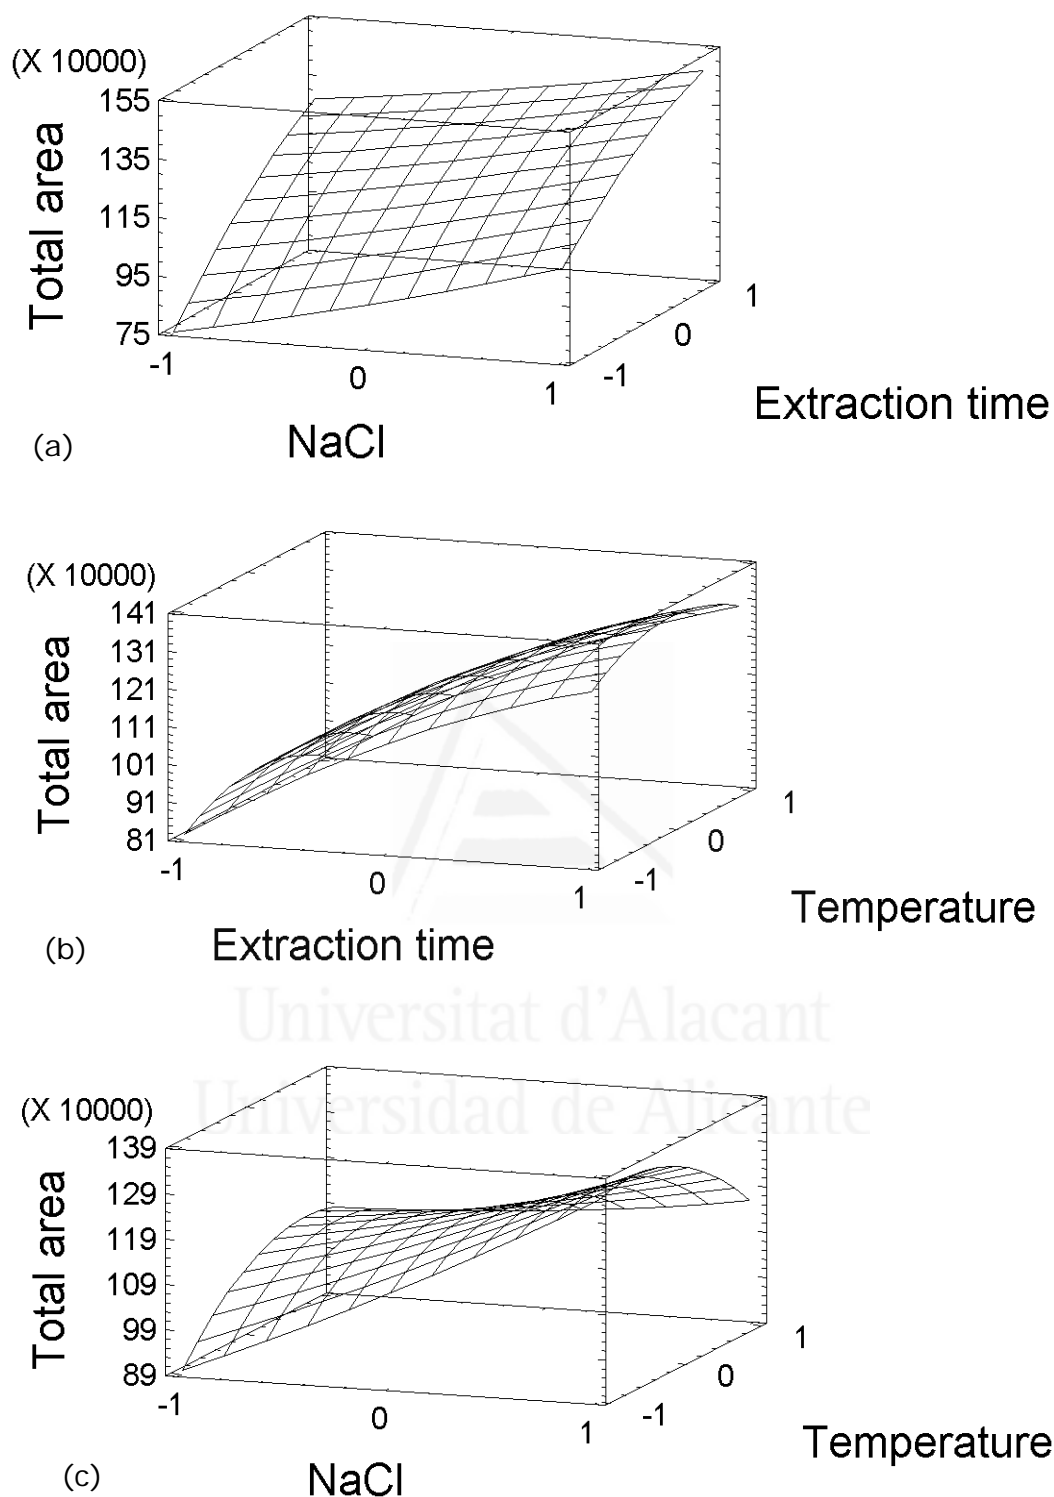 (X 10000)
155
135
115
95
75
Total area
-1
0
1
NaCl
-1
0
1
Extraction time
(a)
(X 10000)
141
131
121
111
101
91
81
Total area
-1
0
1
Extraction time
-1
0
1
Temperature
(b)
Universitat d'Alacant
Universidad de Alicante
(X 10000)
139
129
119
109
99
89
Total area
-1
0
1
NaCl
-1
0
1
Temperature
(c)